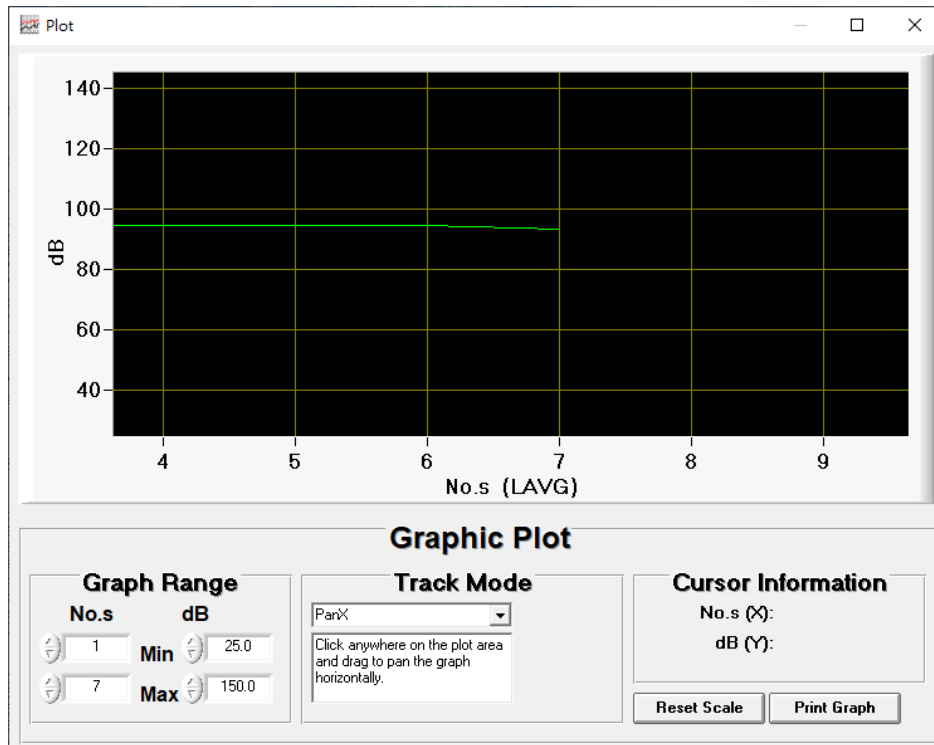 Plot
140
120
100
80
60
40
dB
4 5 6 7 8 9
No.s (LAVG)
Graphic Plot
Graph Range
No.s dB
1 Min 25.0
7 Max 150.0
Track Mode
PanX
Click anywhere on the plot area
and drag to pan the graph
horizontally.
Cursor Information
No.s (X):
dB (Y):
Reset Scale Print Graph